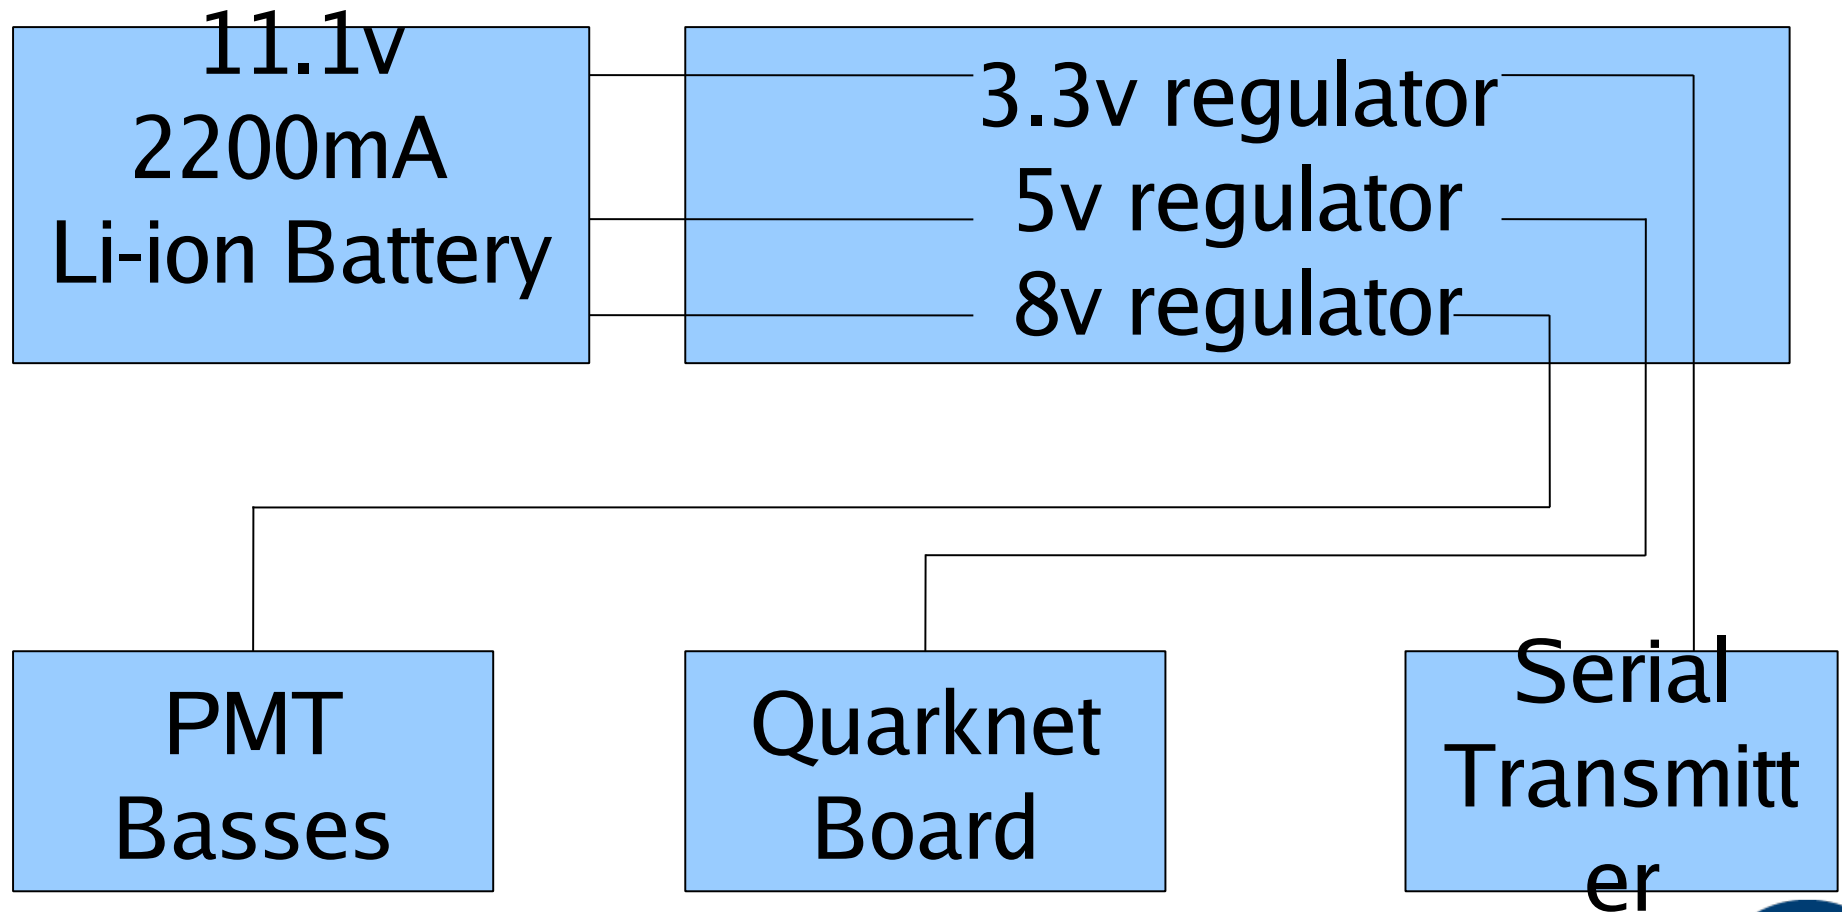 11.1v
2200mA
Li-ion Battery
3.3v regulator
5v regulator
8v regulator
PMT
Basses
Quarknet
Board
Serial
Transmitt
er